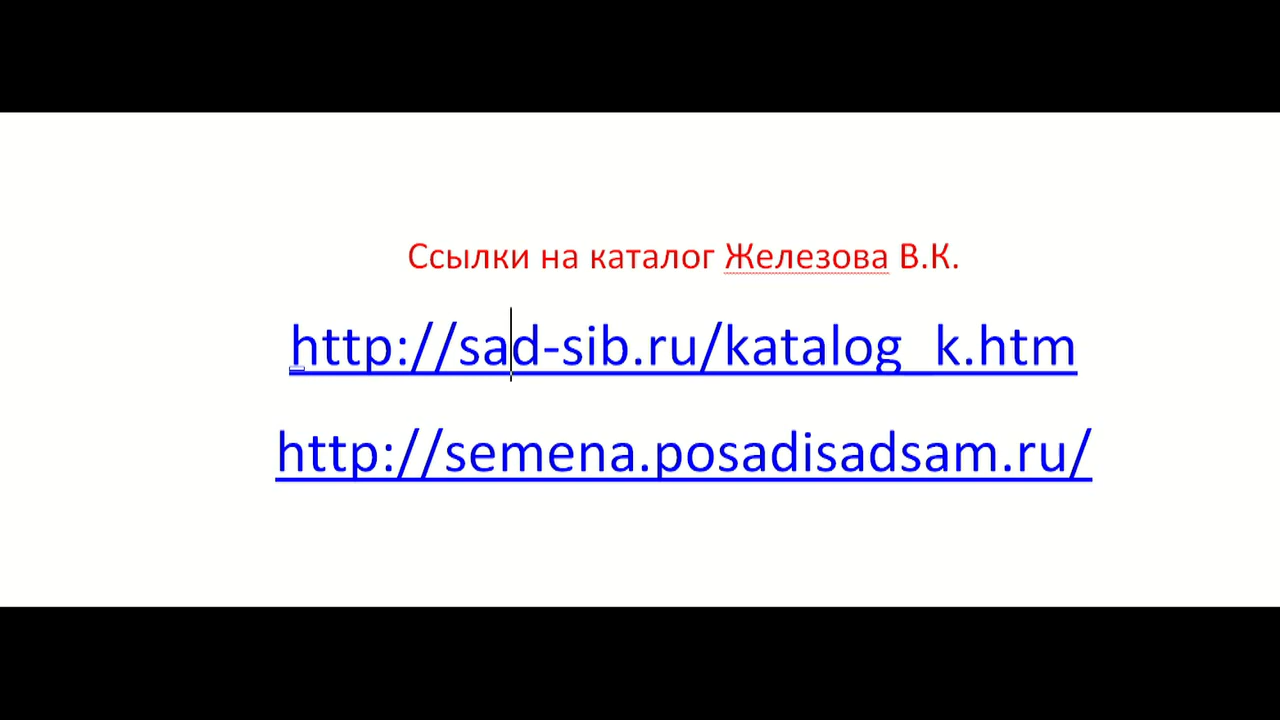 Ссылки на каталог Железова В.К.
http://sad-sib.ru/katalog_k.htm
http://semena.posadisadsam.ru/